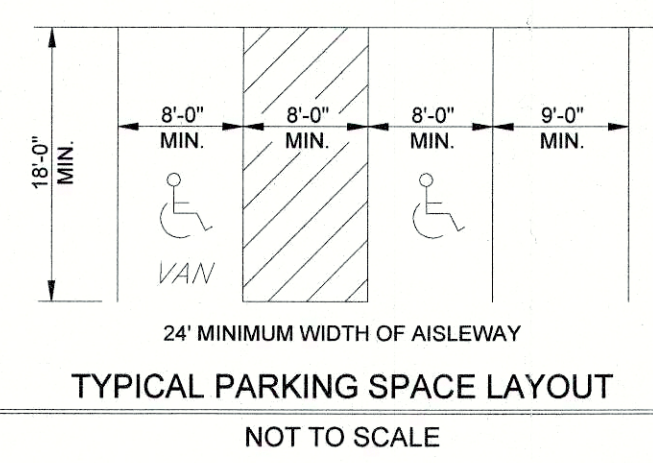 8'-0" 8'-0" 8'-0" 9'-0"
MIN. MIN. MIN. MIN.
18'-0"
MIN.
VAN
24' MINIMUM WIDTH OF AISLEWAY
TYPICAL PARKING SPACE LAYOUT
NOT TO SCALE